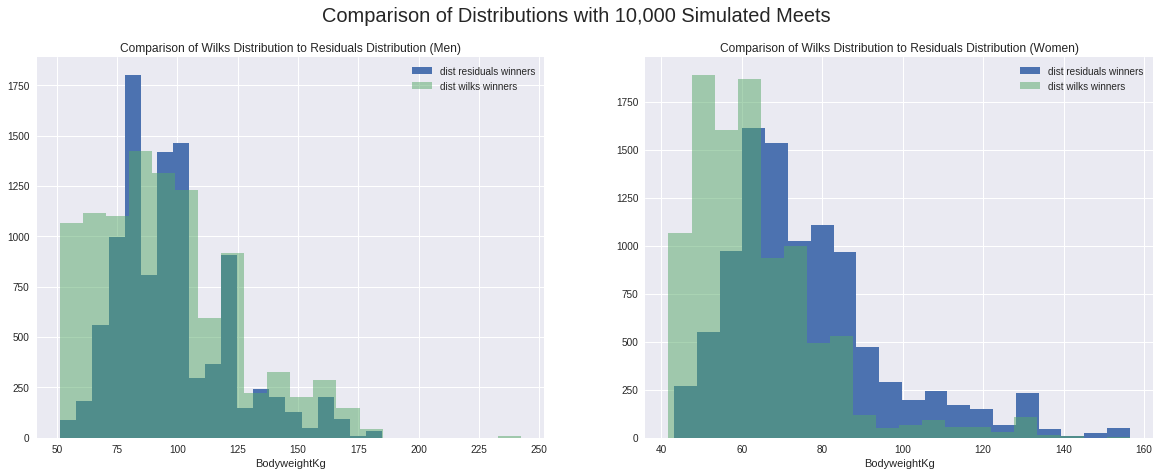 Comparison of Distributions with 10,000 Simulated Meets
Comparison of Wilks Distribution to Residuals Distribution (Men)
dist residuals winners
dist wilks winners
1750
1500
1250
1000
750
500
250
0
50 75 100 125 150 175 200 225 250
BodyweightKg
Comparison of Wilks Distribution to Residuals Distribution (Women)
dist residuals winners
dist wilks winners
1750
1500
1250
1000
750
500
250
0
40 60 80 100 120 140 160
BodyweightKg